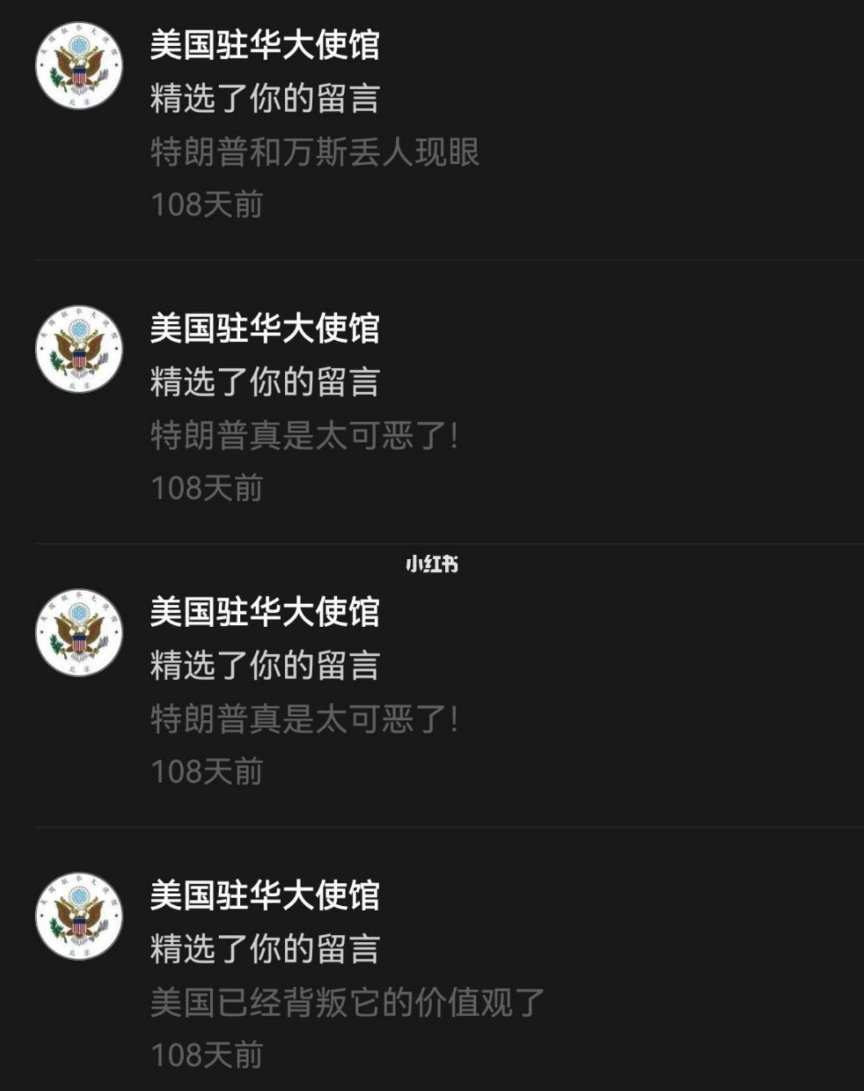 美国驻华大使馆
精选了你的留言
特朗普和万斯丢人现眼
108天前
美国驻华大使馆
精选了你的留言
特朗普真是太可恶了！
108天前
小红书
美国驻华大使馆
精选了你的留言
特朗普真是太可恶了！
108天前
美国驻华大使馆
精选了你的留言
美国已经背叛它的价值观了
108天前